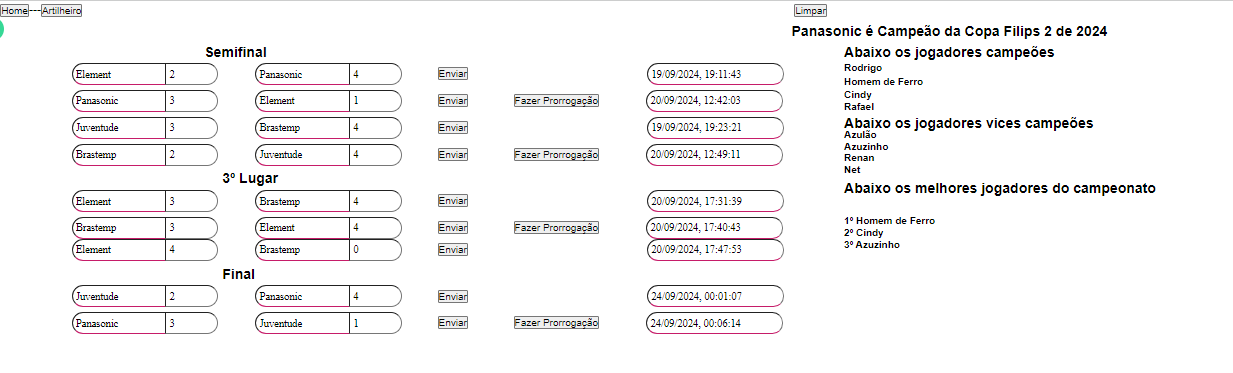 Home---Artilheiro Limpar
Panasonic é Campeão da Copa Filips 2 de 2024
Semifinal
Element 2 Panasonic 4 Enviar 19/09/2024, 19:11:43
Panasonic 3 Element 1 Enviar Fazer Prorrogação 20/09/2024, 12:42:03
Juventude 3 Brastemp 4 Enviar 19/09/2024, 19:23:21
Brastemp 2 Juventude 4 Enviar Fazer Prorrogação 20/09/2024, 12:49:11
3º Lugar
Element 3 Brastemp 4 Enviar 20/09/2024, 17:31:39
Brastemp 3 Element 4 Enviar Fazer Prorrogação 20/09/2024, 17:40:43
Element 4 Brastemp 0 Enviar 20/09/2024, 17:47:53
Final
Juventude 2 Panasonic 4 Enviar 24/09/2024, 00:01:07
Panasonic 3 Juventude 1 Enviar Fazer Prorrogação 24/09/2024, 00:06:14
Abaixo os jogadores campeões
Rodrigo
Homem de Ferro
Cindy
Rafael
Abaixo os jogadores vices campeões
Azulão
Azuzinho
Renan
Net
Abaixo os melhores jogadores do campeonato
1º Homem de Ferro
2º Cindy
3º Azuzinho